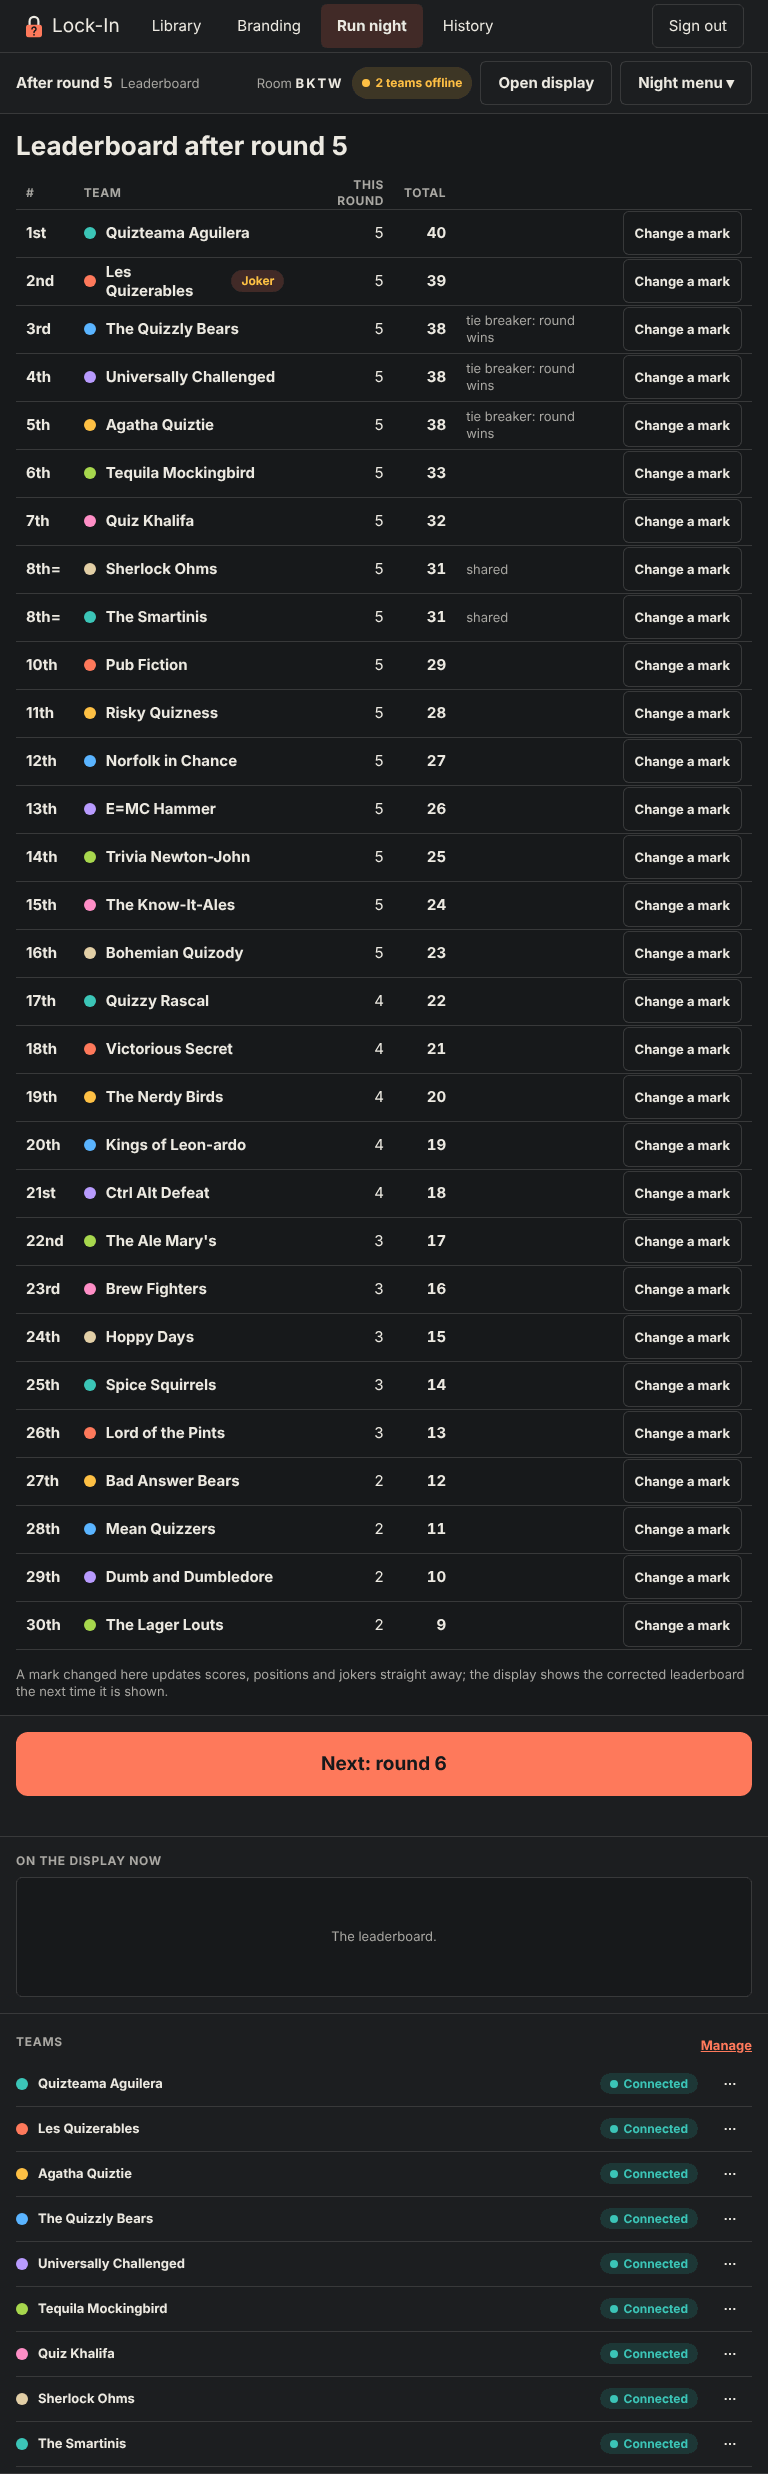 Lock-In Library Branding Run night History Sign out
After round 5 Leaderboard Room BKTW 2 teams offline Open display Night menu ▾
Leaderboard after round 5
# TEAM THIS ROUND TOTAL
1st Quizteama Aguilera 5 40 Change a mark
2nd Les Quizerables Joker 5 39 Change a mark
3rd The Quizzly Bears 5 38 tie breaker: round wins Change a mark
4th Universally Challenged 5 38 tie breaker: round wins Change a mark
5th Agatha Quiztie 5 38 tie breaker: round wins Change a mark
6th Tequila Mockingbird 5 33 Change a mark
7th Quiz Khalifa 5 32 Change a mark
8th= Sherlock Ohms 5 31 shared Change a mark
8th= The Smartinis 5 31 shared Change a mark
10th Pub Fiction 5 29 Change a mark
11th Risky Quizness 5 28 Change a mark
12th Norfolk in Chance 5 27 Change a mark
13th E=MC Hammer 5 26 Change a mark
14th Trivia Newton-John 5 25 Change a mark
15th The Know-It-Ales 5 24 Change a mark
16th Bohemian Quizody 5 23 Change a mark
17th Quizzy Rascal 4 22 Change a mark
18th Victorious Secret 4 21 Change a mark
19th The Nerdy Birds 4 20 Change a mark
20th Kings of Leon-ardo 4 19 Change a mark
21st Ctrl Alt Defeat 4 18 Change a mark
22nd The Ale Mary's 3 17 Change a mark
23rd Brew Fighters 3 16 Change a mark
24th Hoppy Days 3 15 Change a mark
25th Spice Squirrels 3 14 Change a mark
26th Lord of the Pints 3 13 Change a mark
27th Bad Answer Bears 2 12 Change a mark
28th Mean Quizzers 2 11 Change a mark
29th Dumb and Dumbledore 2 10 Change a mark
30th The Lager Louts 2 9 Change a mark
A mark changed here updates scores, positions and jokers straight away; the display shows the corrected leaderboard
the next time it is shown.
Next: round 6
ON THE DISPLAY NOW
The leaderboard.
TEAMS Manage
Quizteama Aguilera Connected ...
Les Quizerables Connected ...
Agatha Quiztie Connected ...
The Quizzly Bears Connected ...
Universally Challenged Connected ...
Tequila Mockingbird Connected ...
Quiz Khalifa Connected ...
Sherlock Ohms Connected ...
The Smartinis Connected ...